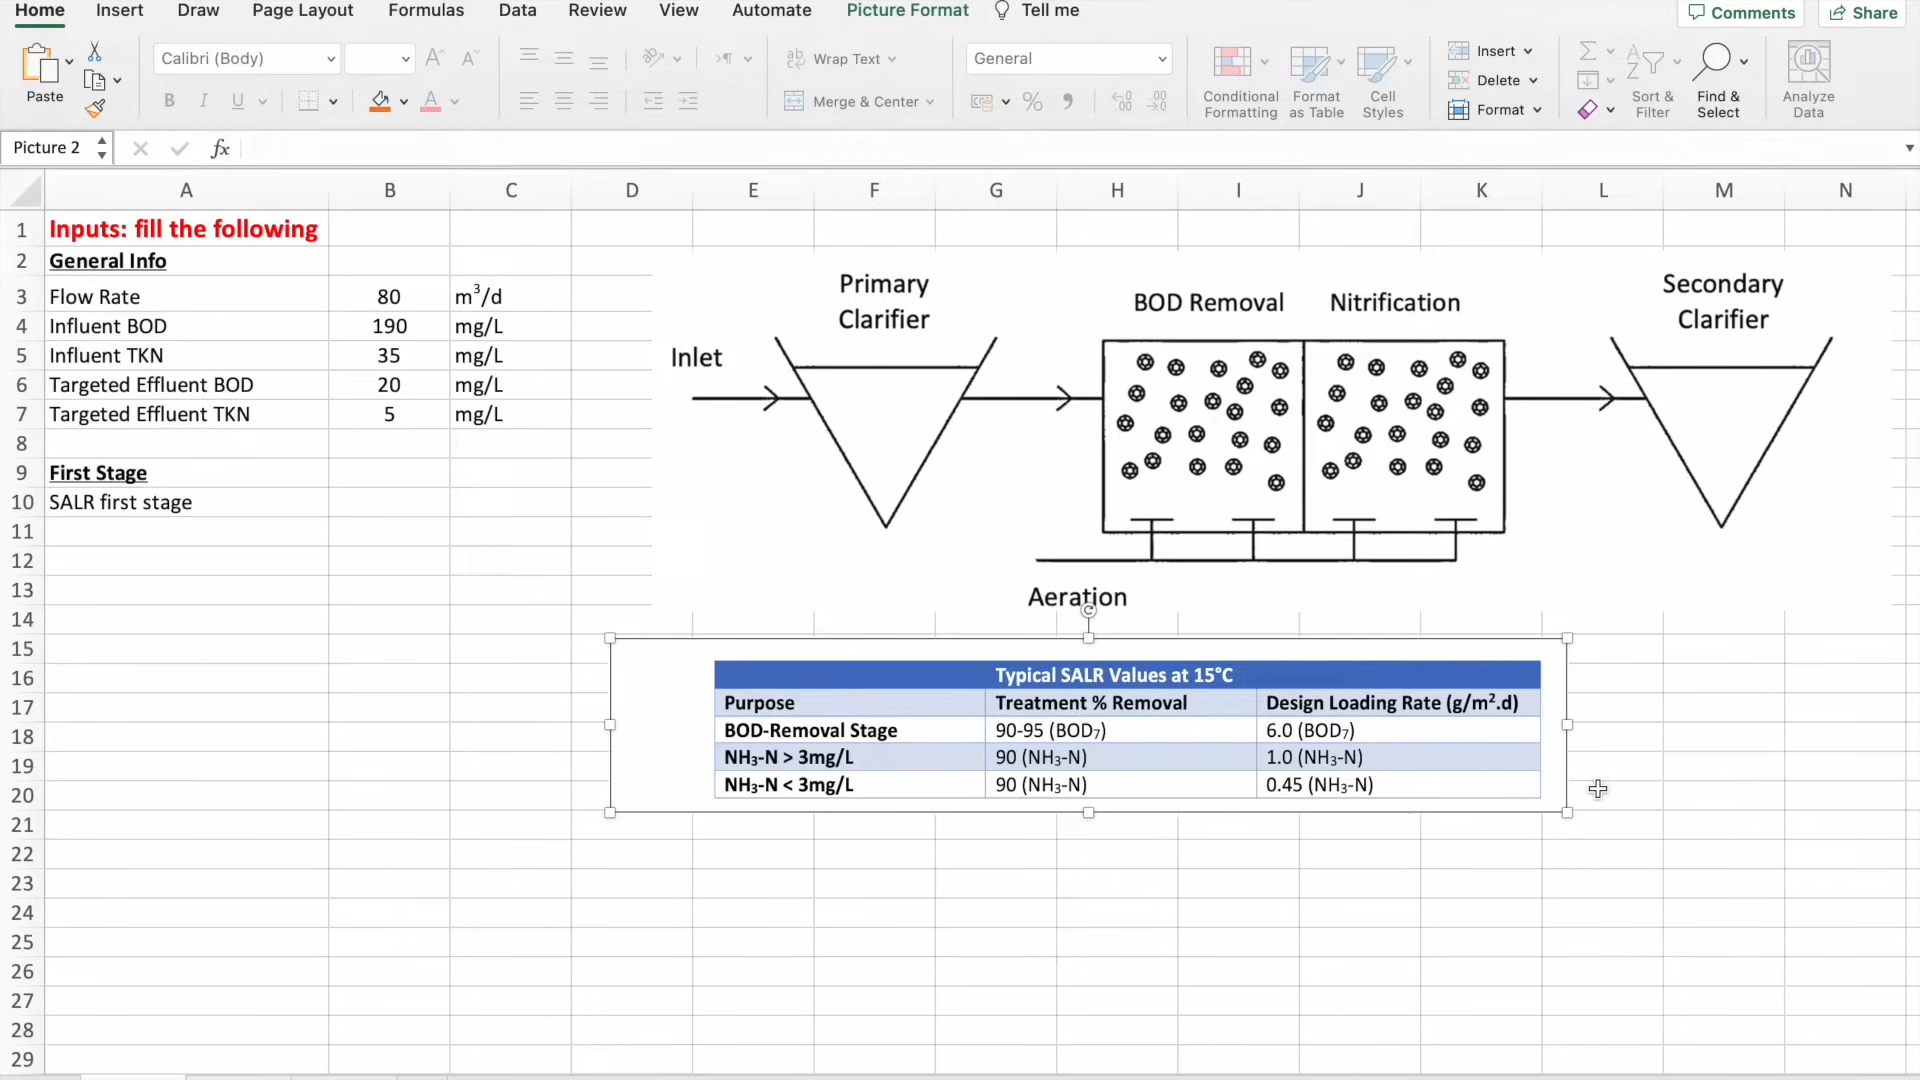 Home Insert Draw Page Layout Formulas Data Review View Automate Picture Format Tell me Comments Share
Calibri (Body) Wrap Text General Insert
Paste Merge & Center Conditional Formatting Format as Table Cell Styles Delete Format Sort & Filter Find & Select Analyze Data
Picture 2 fx
A B C D E F G H I J K L M N
1 Inputs: fill the following
2 General Info
3 Flow Rate 80 m³/d
4 Influent BOD 190 mg/L
5 Influent TKN 35 mg/L
6 Targeted Effluent BOD 20 mg/L
7 Targeted Effluent TKN 5 mg/L
8
9 First Stage
10 SALR first stage
11
12
13
14
15
16
17
18
19
20
21
22
23
24
25
26
27
28
29
Primary
Clarifier
BOD Removal Nitrification
Secondary
Clarifier
Inlet
Aeration
Typical SALR Values at 15°C
Purpose Treatment % Removal Design Loading Rate (g/m².d)
BOD-Removal Stage 90-95 (BOD₇) 6.0 (BOD₇)
NH₃-N > 3mg/L 90 (NH₃-N) 1.0 (NH₃-N)
NH₃-N < 3mg/L 90 (NH₃-N) 0.45 (NH₃-N)